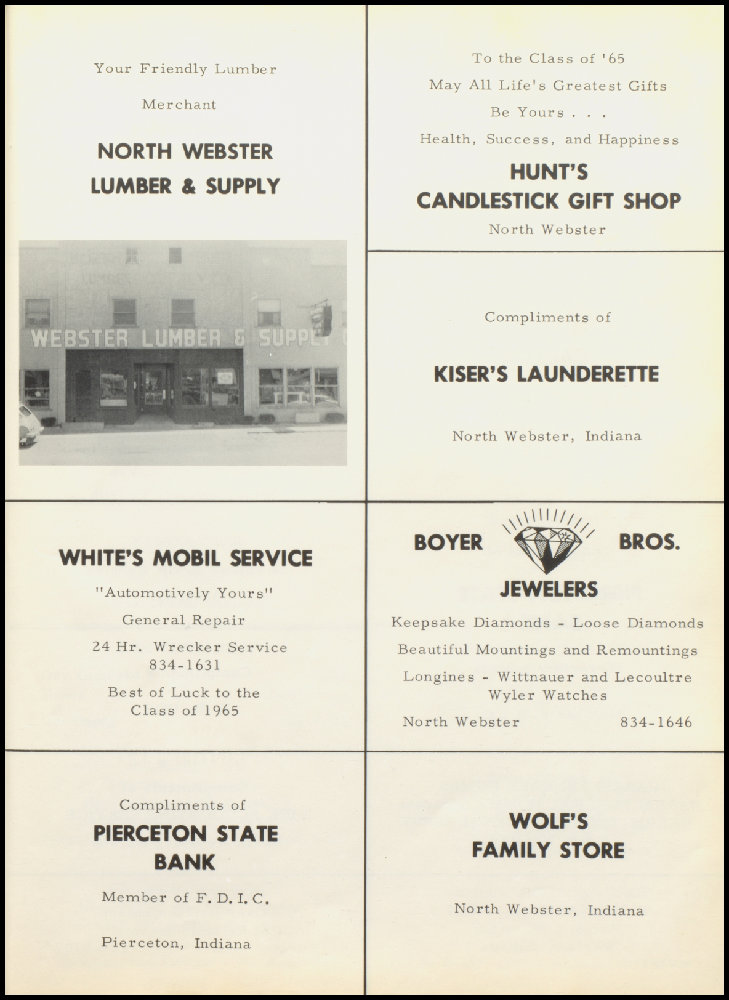 Your Friendly Lumber
Merchant
NORTH WEBSTER
LUMBER & SUPPLY
WEBSTER LUMBER & SUPPLY
To the Class of '65
May All Life's Greatest Gifts
Be Yours . . .
Health, Success, and Happiness
HUNT'S
CANDLESTICK GIFT SHOP
North Webster
Compliments of
KISER'S LAUNDERETTE
North Webster, Indiana
WHITE'S MOBIL SERVICE
"Automotively Yours"
General Repair
24 Hr. Wrecker Service
834-1631
Best of Luck to the
Class of 1965
BOYER BROS.
JEWELERS
Keepsake Diamonds - Loose Diamonds
Beautiful Mountings and Remountings
Longines - Wittnauer and Lecoultre
Wyler Watches
North Webster 834-1646
Compliments of
PIERCETON STATE
BANK
Member of F. D. I. C.
Pierceton, Indiana
WOLF'S
FAMILY STORE
North Webster, Indiana